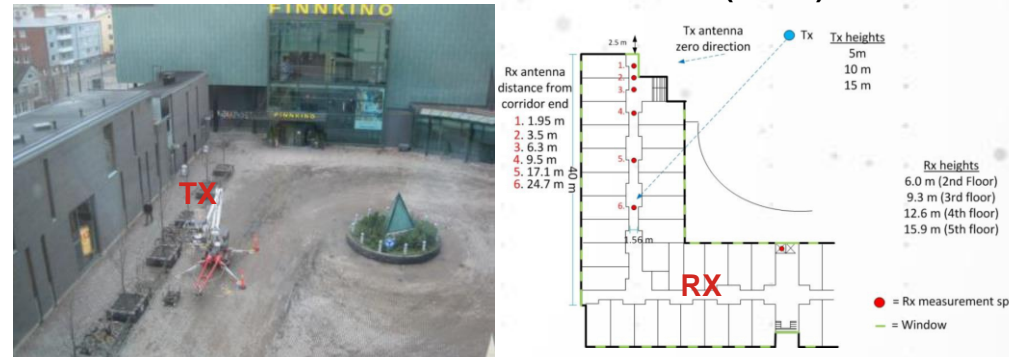 FINNKINO
FINNKINO
TX
2.5 m
Tx antenna
zero direction
Tx
Tx heights
5m
10 m
15 m
Rx antenna
distance from
corridor end
1. 1.95 m
2. 3.5 m
3. 6.3 m
4. 9.5 m
5. 17.1 m
6. 24.7 m
40 m
1.
2.
3.
4.
5.
6.
1.56 m
RX
Rx heights
6.0 m (2nd Floor)
9.3 m (3rd floor)
12.6 m (4th floor)
15.9 m (5th floor)
= Rx measurement sp
= Window